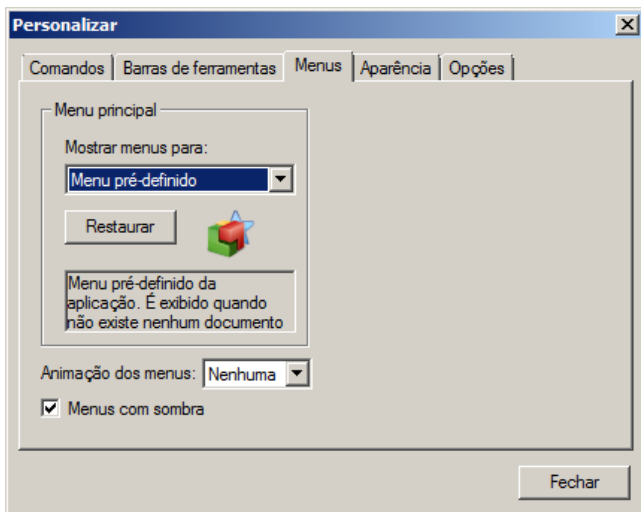 Personalizar
Comandos
Barras de ferramentas
Menus
Aparência
Opções
Menu principal
Mostrar menus para:
Menu pré-definido
Restaurar
Menu pré-definido da
aplicação. É exibido quando
não existe nenhum documento
Animação dos menus:
Nenhuma
Menus com sombra
Fechar